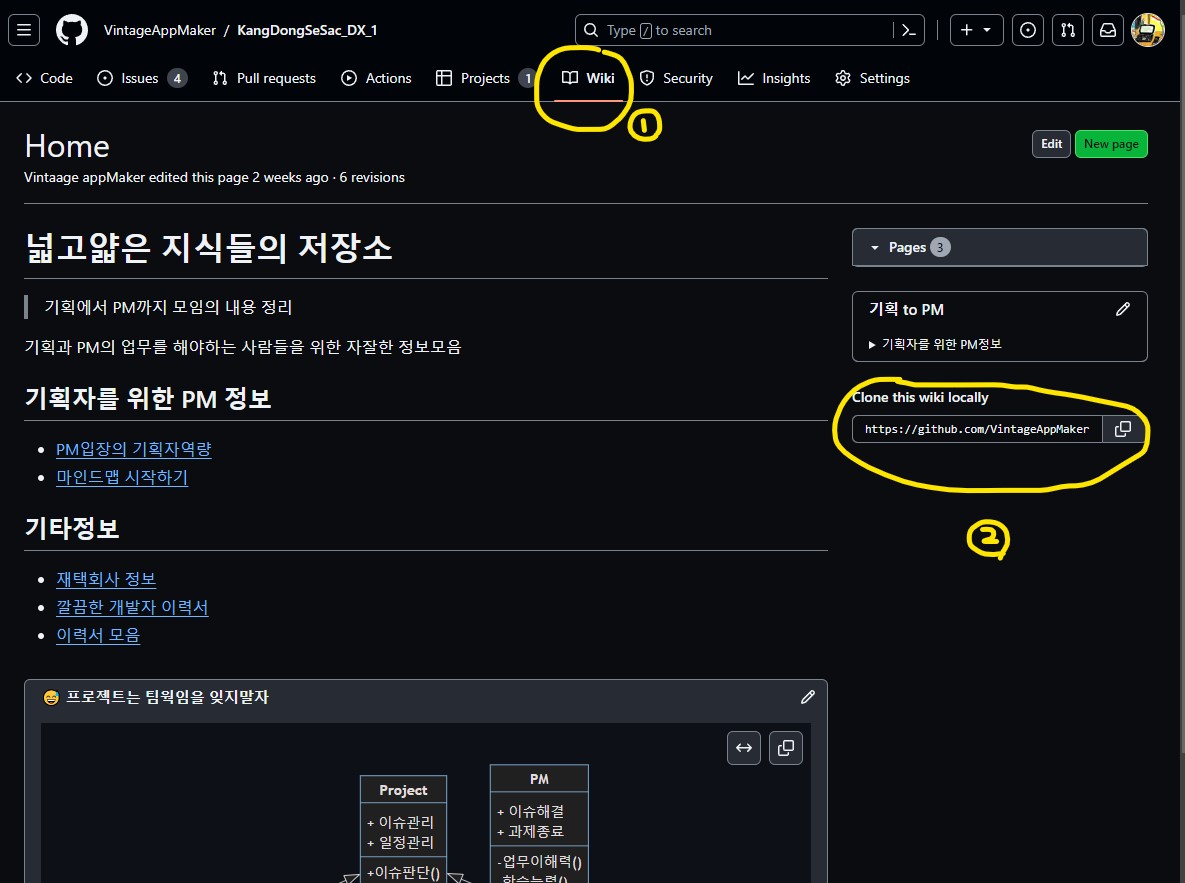 VintageAppMaker / KangDongSeSac_DX_1
Type / to search
Code Issues 4 Pull requests Actions Projects 1 Wiki Security Insights Settings
1
Home
Edit New page
Vintaage appMaker edited this page 2 weeks ago · 6 revisions
넓고얇은 지식들의 저장소
Pages 3
기획에서 PM까지 모임의 내용 정리
기획 to PM
기획과 PM의 업무를 해야하는 사람들을 위한 자잘한 정보모음
기획자를 위한 PM정보
기획자를 위한 PM 정보
Clone this wiki locally
https://github.com/VintageAppMaker
PM입장의 기획자역량
마인드맵 시작하기
2
기타정보
재택회사 정보
깔끔한 개발자 이력서
이력서 모음
😅 프로젝트는 팀웍임을 잊지말자
PM
Project
+ 이슈해결
+ 과제종료
+ 이슈관리
+ 일정관리
-업무이해력()
+이슈판단()
-학습능력()